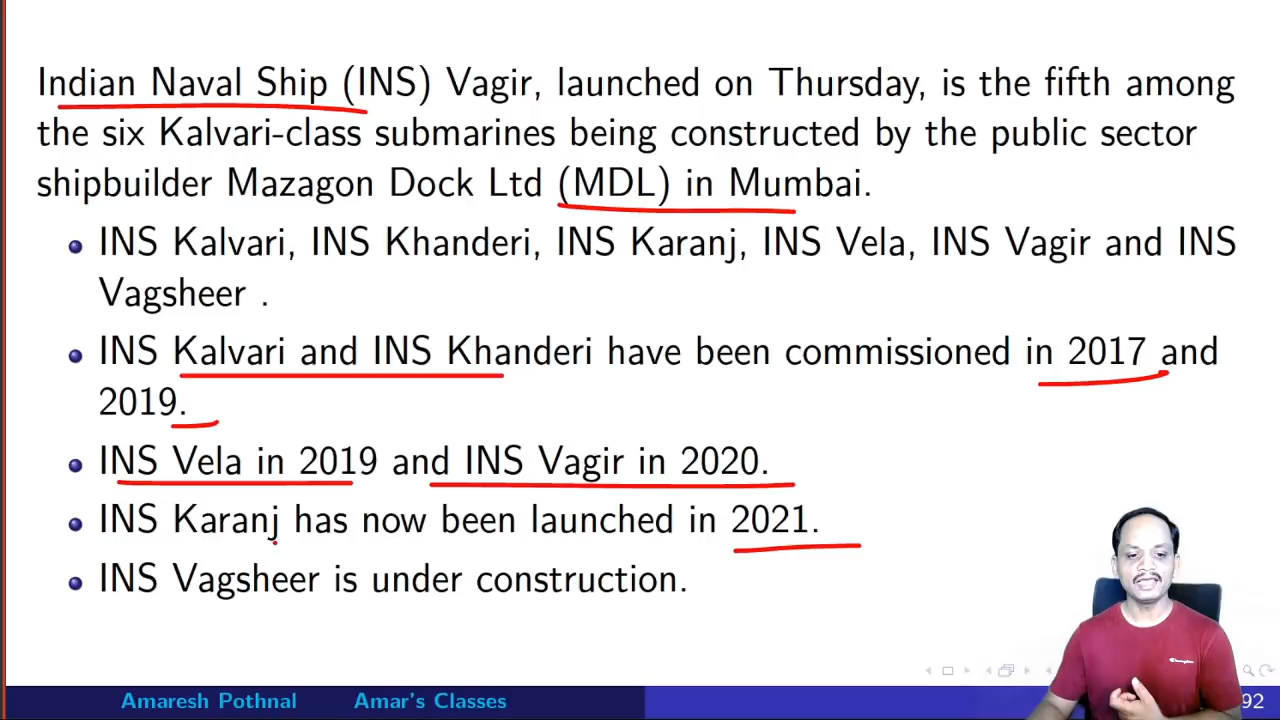 Indian Naval Ship (INS) Vagir, launched on Thursday, is the fifth among
the six Kalvari-class submarines being constructed by the public sector
shipbuilder Mazagon Dock Ltd (MDL) in Mumbai.
INS Kalvari, INS Khanderi, INS Karanj, INS Vela, INS Vagir and INS
Vagsheer .
INS Kalvari and INS Khanderi have been commissioned in 2017 and
2019.
INS Vela in 2019 and INS Vagir in 2020.
INS Karanj has now been launched in 2021.
INS Vagsheer is under construction.
Champion
Amaresh Pothnal Amar's Classes 92